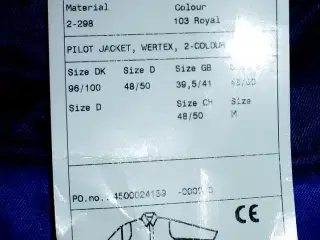 Material Colour
2-298 103 Royal
PILOT JACKET, WERTEX, 2-COLOUR
Size DK Size D Size GB
96/100 48/50 39,5/41
Size D Size CH Size
48/50 M
PO.no.: 4500024153
CE